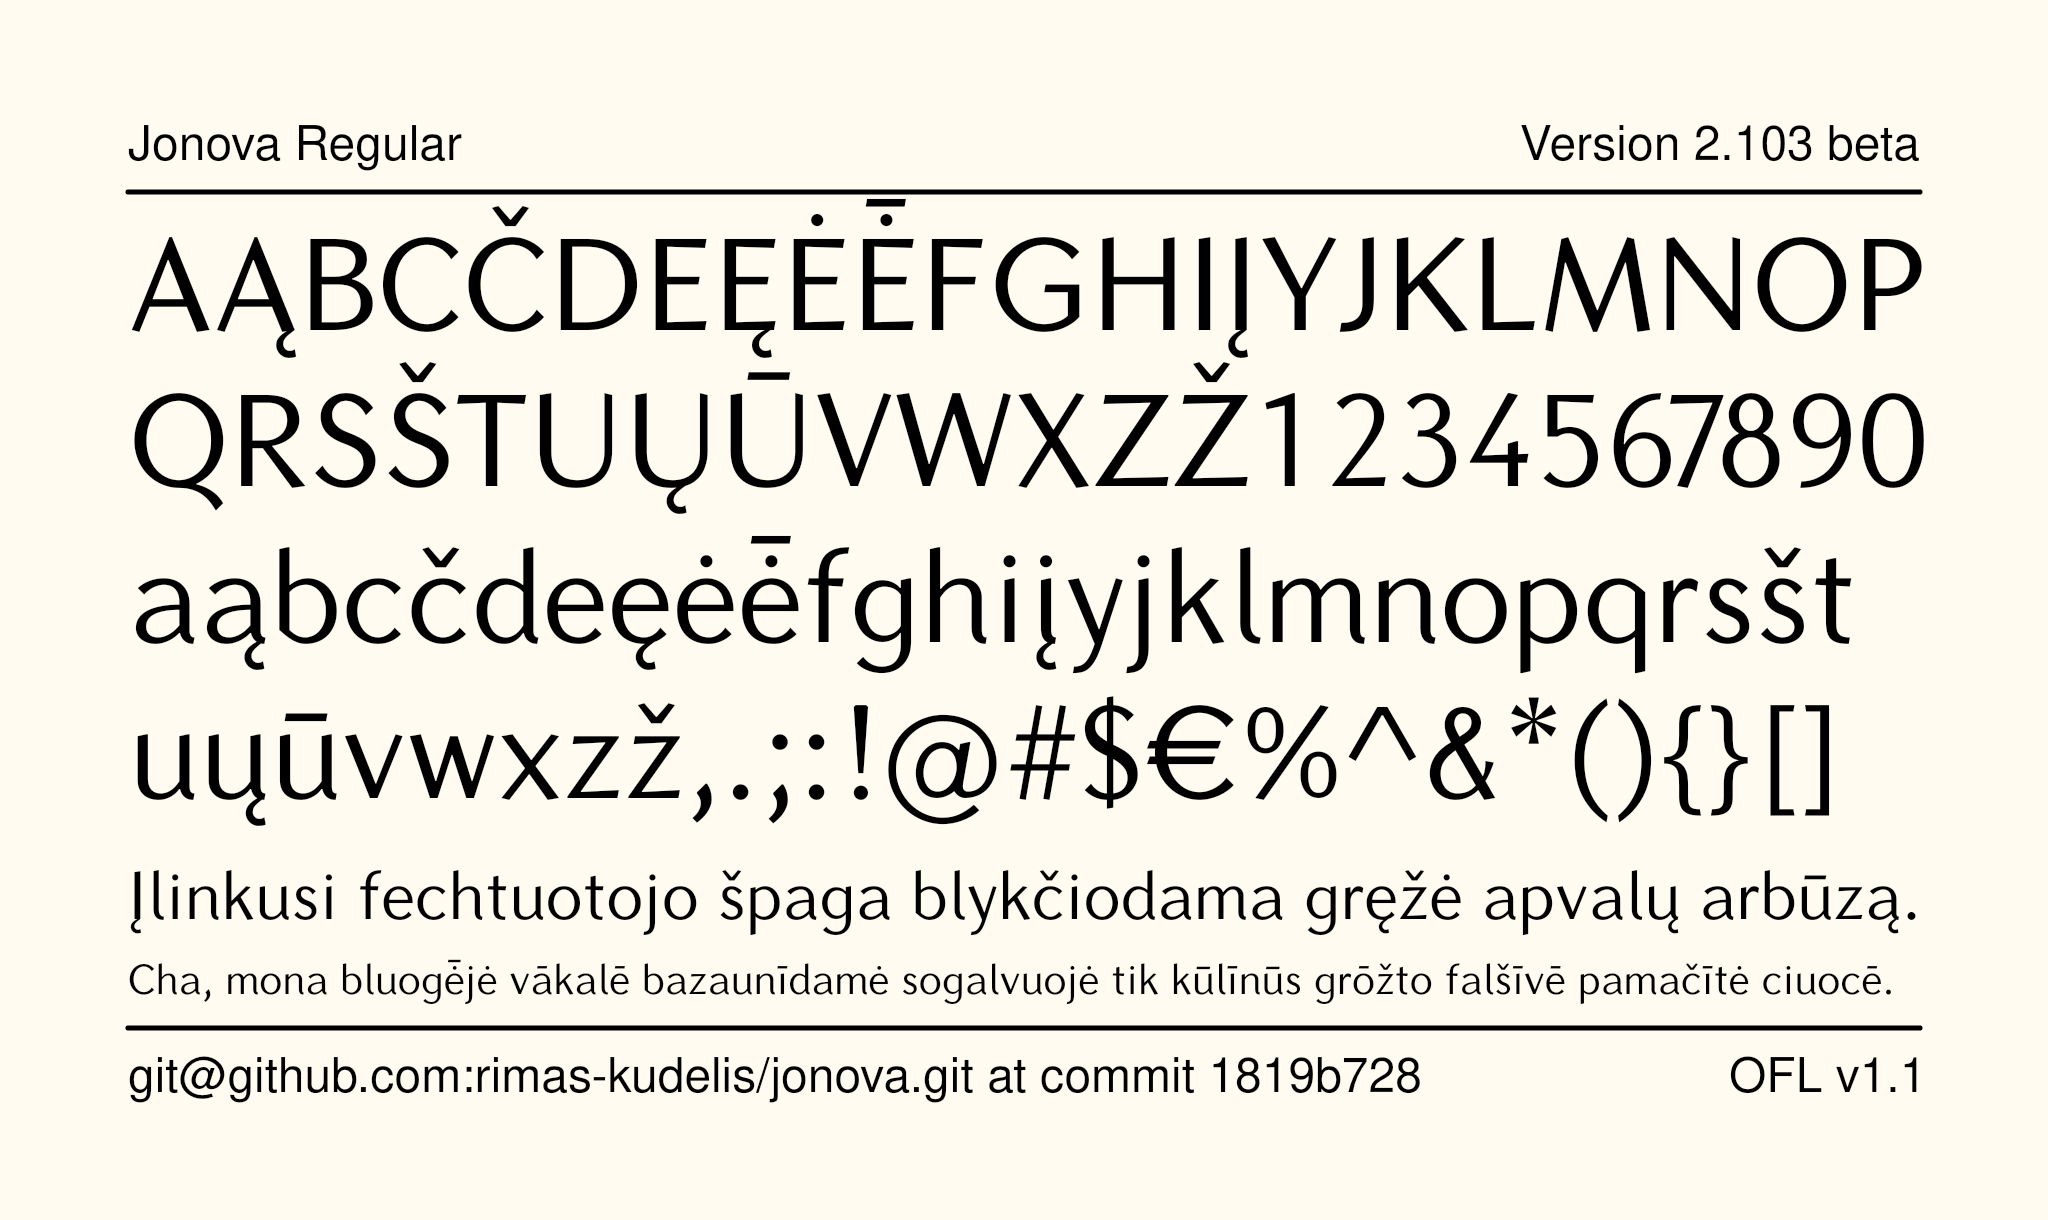 Jonova Regular Version 2.103 beta
AĄBCČDEĘĖĖ̄FGHIĮYJKLMNOP
QRSŠTUŲŪVWXZŽ1234567890
aąbcčdeęėė̄fghiįyjklmnopqrsšt
uųūvwxzž,.;:!@#$€%^&*(){}[]
Įlinkusi fechtuotojo špaga blykčiodama gręžė apvalų arbūzą.
Cha, mona bluogė̄jė vākalē bazaunīdamė sogalvuojė tik kūlīnūs grōžto falšīvē pamačītė ciuocē.
git@github.com:rimas-kudelis/jonova.git at commit 1819b728 OFL v1.1